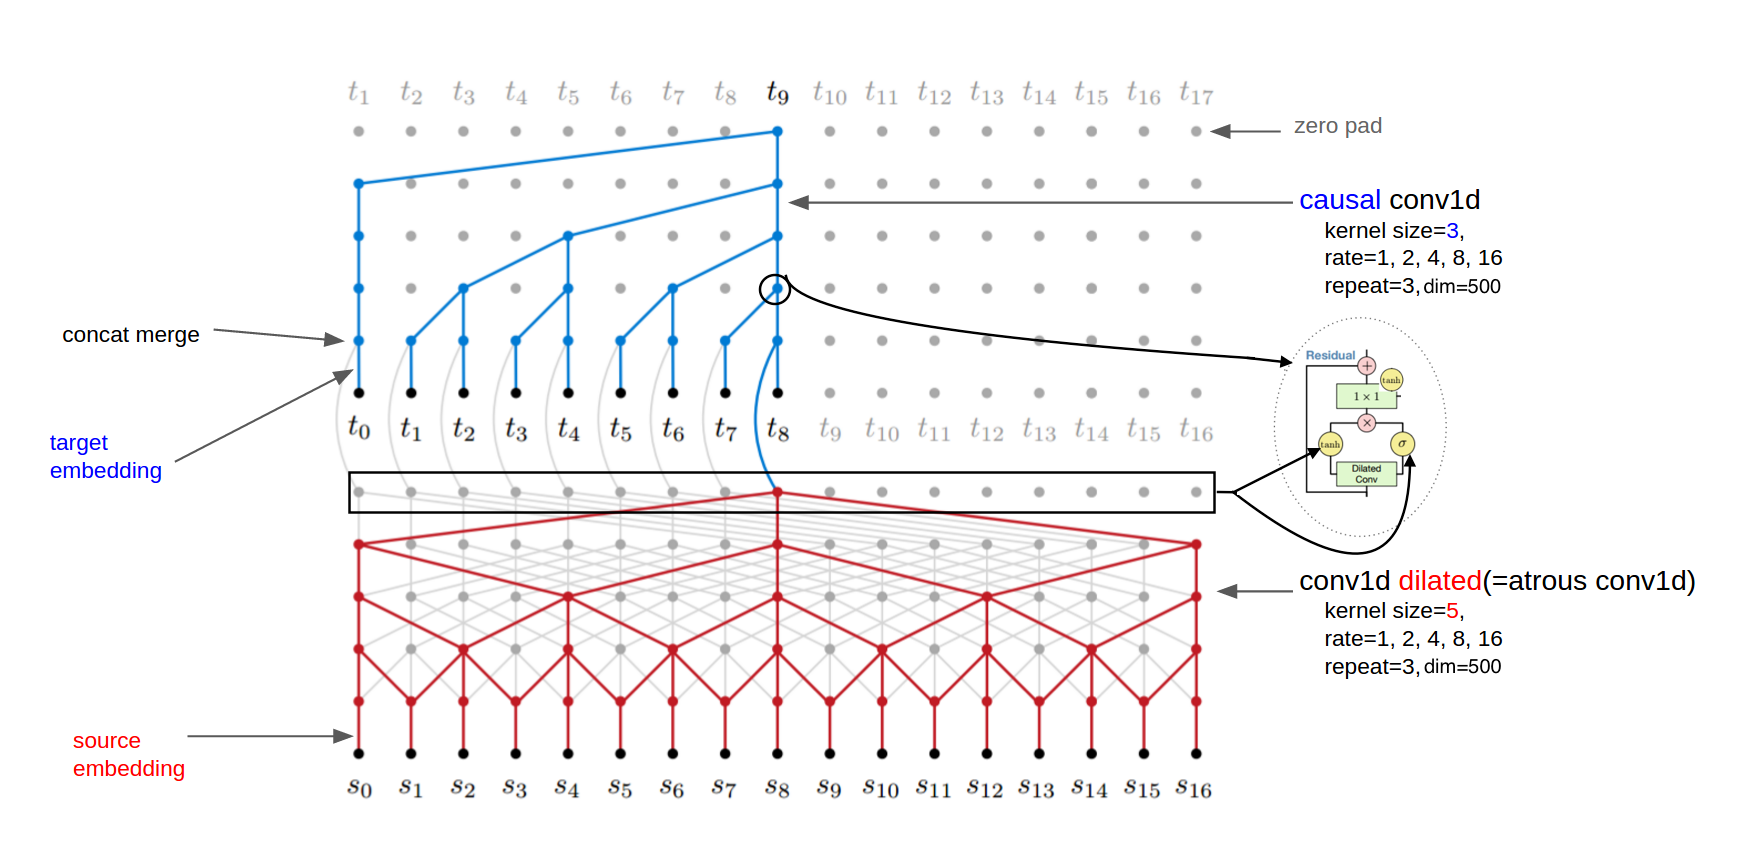 t1 t2 t3 t4 t5 t6 t7 t8 t9 t10 t11 t12 t13 t14 t15 t16 t17
zero pad
causal conv1d
kernel size=3,
rate=1, 2, 4, 8, 16
repeat=3, dim=500
concat merge
Residual
+
tanh
1 × 1
×
tanh
σ
Dilated
Conv
target
embedding
t0 t1 t2 t3 t4 t5 t6 t7 t8 t9 t10 t11 t12 t13 t14 t15 t16
conv1d dilated(=atrous conv1d)
kernel size=5,
rate=1, 2, 4, 8, 16
repeat=3, dim=500
source
embedding
s0 s1 s2 s3 s4 s5 s6 s7 s8 s9 s10 s11 s12 s13 s14 s15 s16